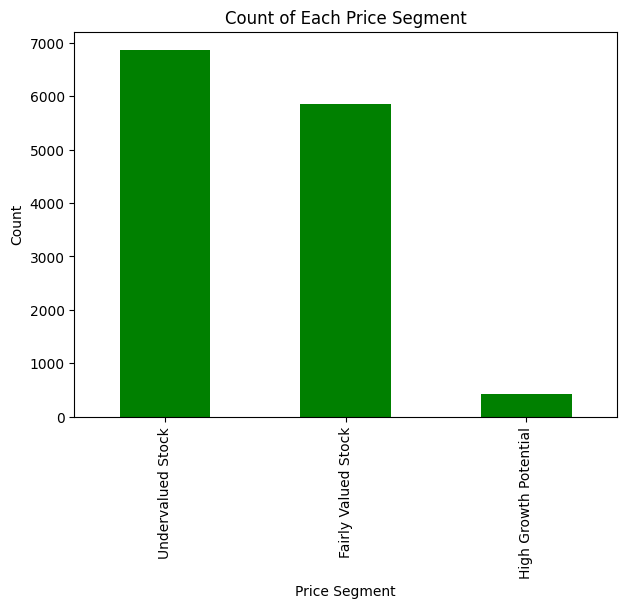 Count of Each Price Segment
7000
6000
5000
4000
3000
2000
1000
0
Count
Undervalued Stock
Fairly Valued Stock
High Growth Potential
Price Segment